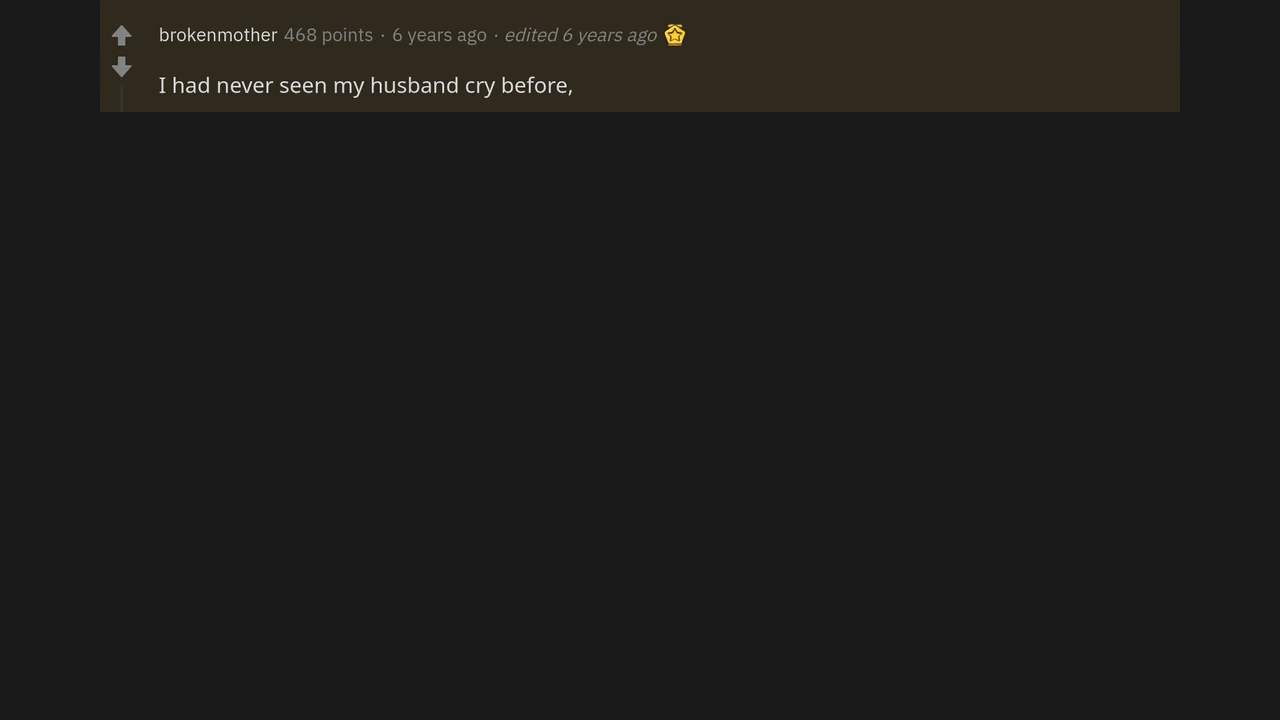 brokenmother 468 points · 6 years ago · edited 6 years ago
I had never seen my husband cry before,